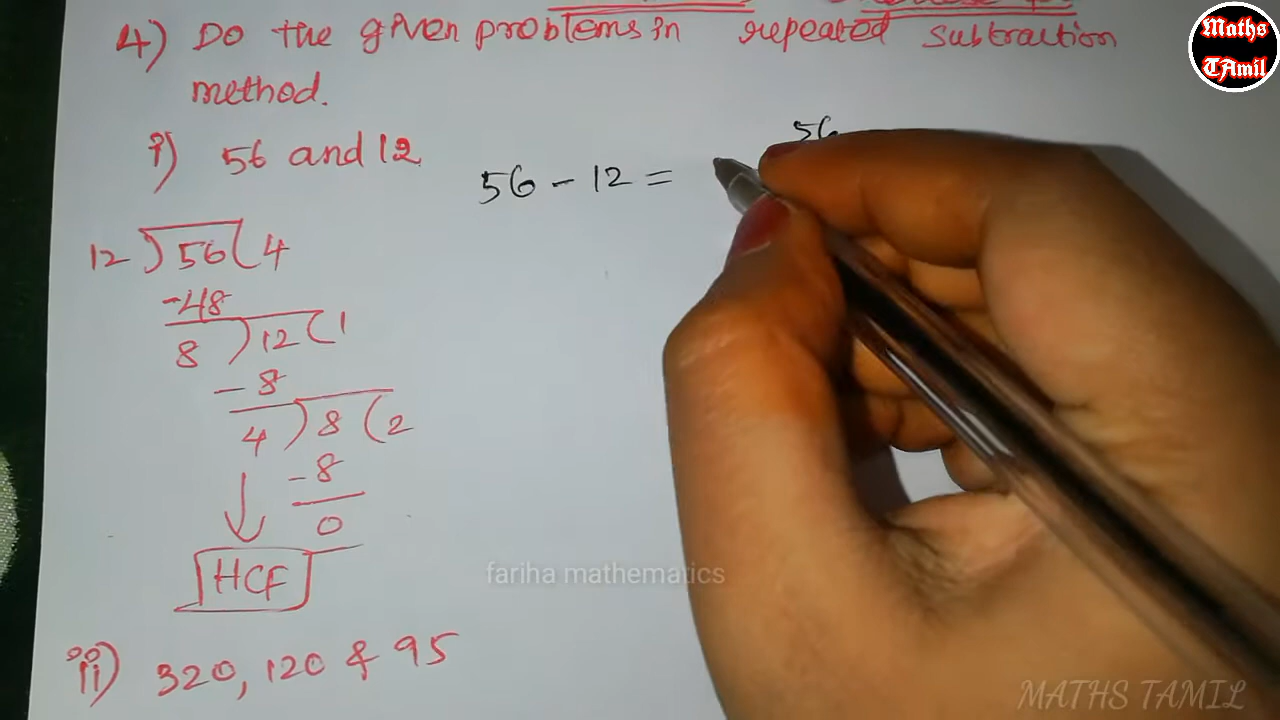 4) Do the given problems in repeated subtraction
method.
i) 56 and 12
56 - 12 =
56
12 ) 56 ( 4
-48
8 ) 12 ( 1
- 8
4 ) 8 ( 2
- 8
0
HCF
ii) 320, 120 & 95
Maths
TAmil
fariha mathematics
MATHS TAMIL